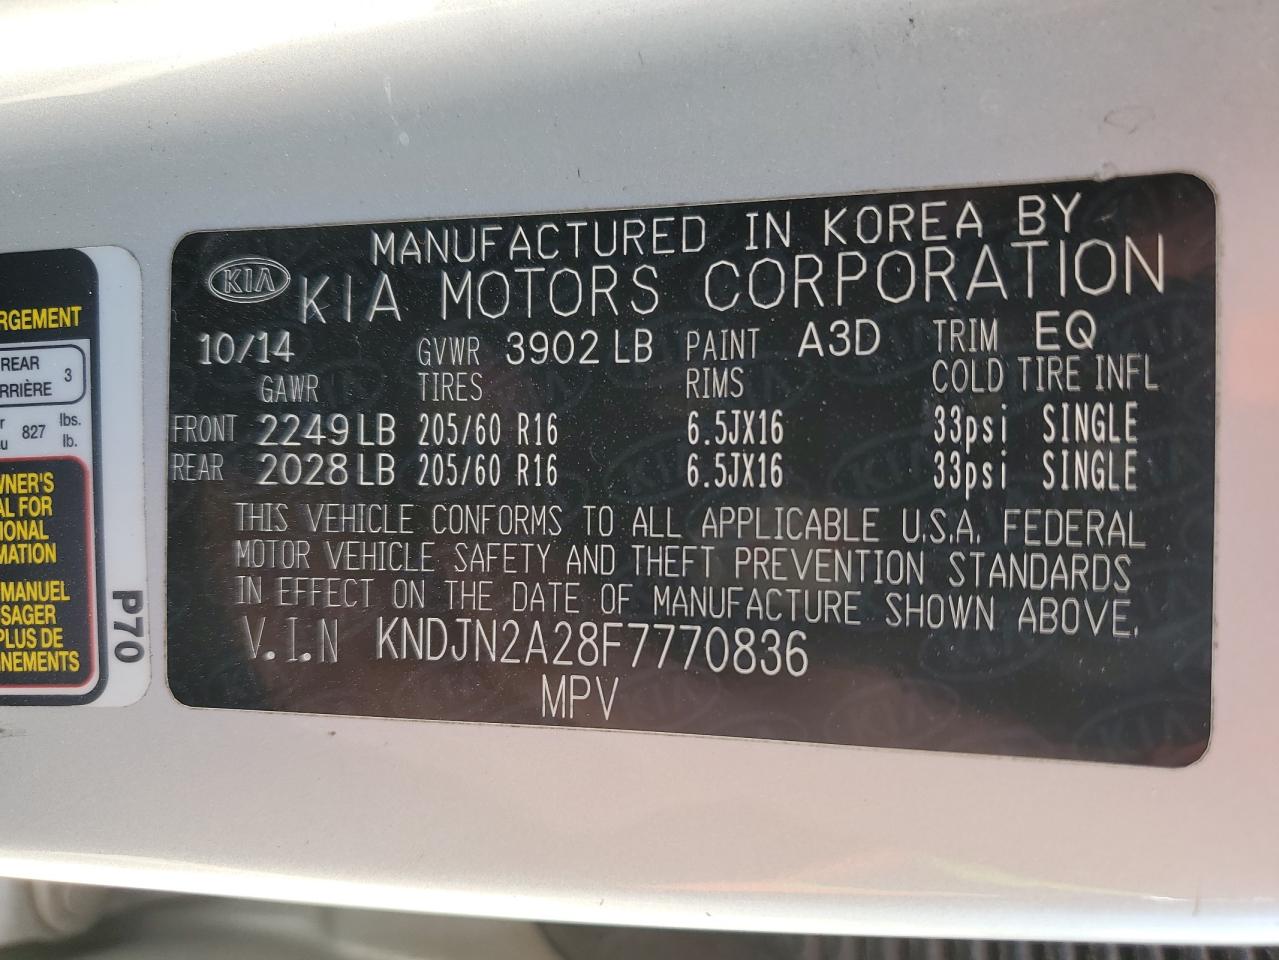 MANUFACTURED IN KOREA BY
KIA KIA MOTORS CORPORATION
10/14 GVWR 3902 LB PAINT A3D TRIM EQ
GAWR TIRES RIMS COLD TIRE INFL
FRONT 2249 LB 205/60 R16 6.5JX16 33psi SINGLE
REAR 2028 LB 205/60 R16 6.5JX16 33psi SINGLE
THIS VEHICLE CONFORMS TO ALL APPLICABLE U.S.A. FEDERAL
MOTOR VEHICLE SAFETY AND THEFT PREVENTION STANDARDS
IN EFFECT ON THE DATE OF MANUFACTURE SHOWN ABOVE.
V.I.N KNDJN2A28F7770836
MPV
RGEMENT
REAR 3
RRIÈRE
827 lbs.
lb.
WNER'S
AL FOR
IONAL
MATION
MANUEL
SAGER
PLUS DE
NEMENTS
P70